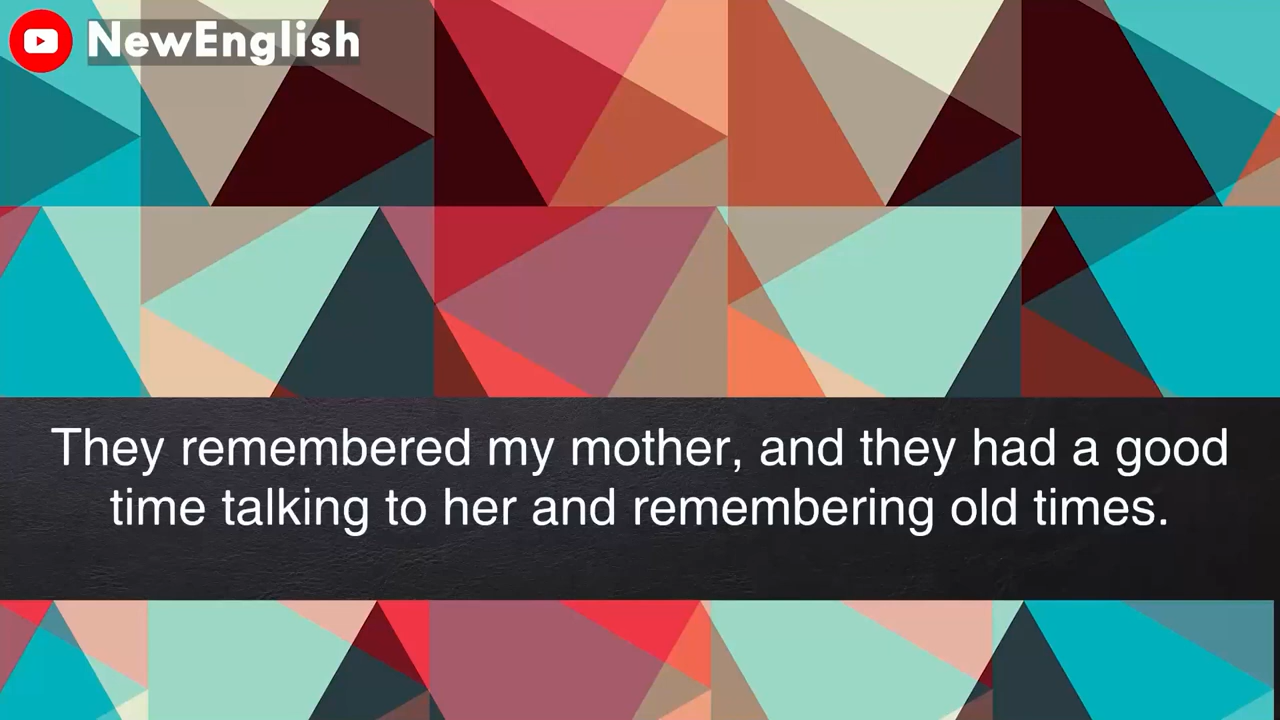 NewEnglish
They remembered my mother, and they had a good
time talking to her and remembering old times.